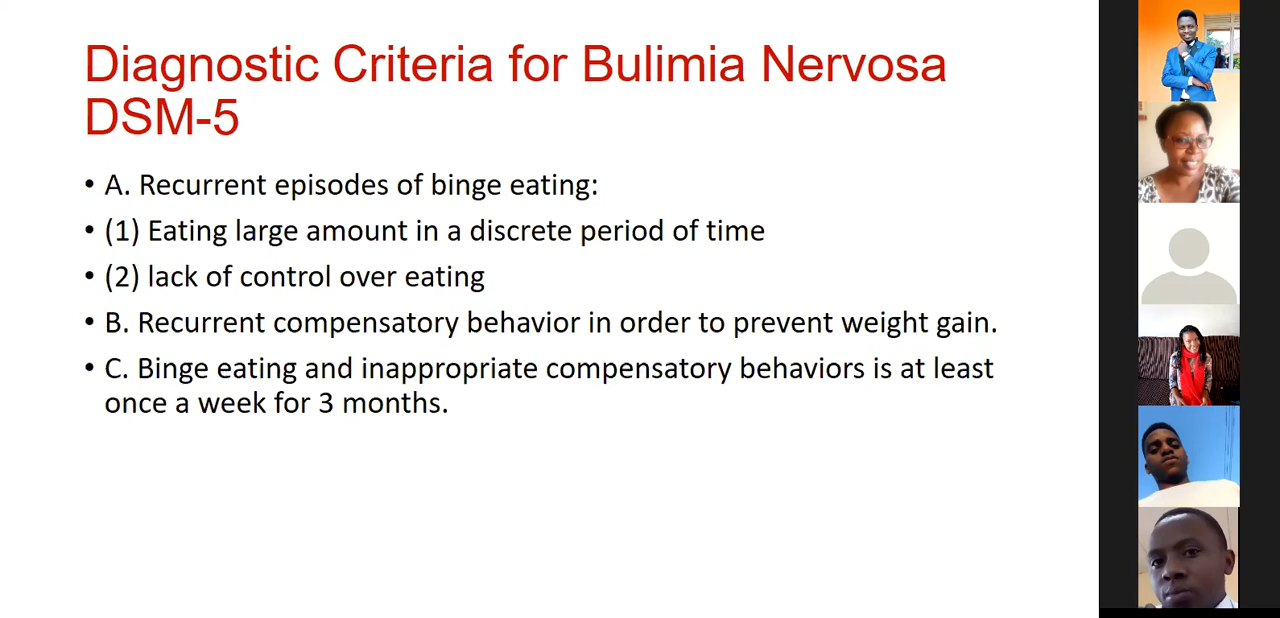 Diagnostic Criteria for Bulimia Nervosa
DSM-5
• A. Recurrent episodes of binge eating:
• (1) Eating large amount in a discrete period of time
• (2) lack of control over eating
• B. Recurrent compensatory behavior in order to prevent weight gain.
• C. Binge eating and inappropriate compensatory behaviors is at least
once a week for 3 months.